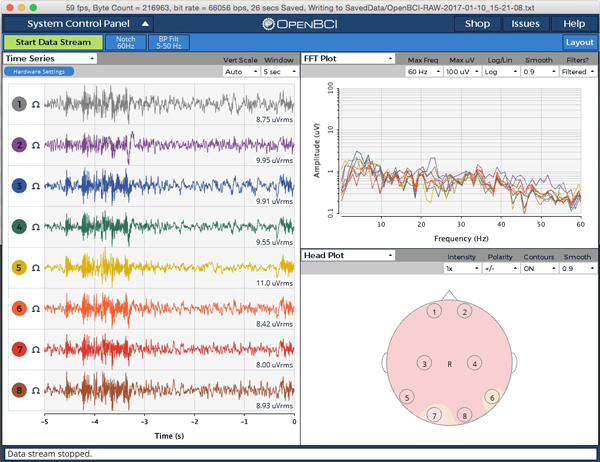 59 fps, Byte Count = 216963, bit rate = 66056 bps, 26 secs Saved, Writing to SavedData/OpenBCI-RAW-2017-01-10_15-21-08.txt
System Control Panel
OPENBCI
Shop
Issues
Help
Start Data Stream
Notch
60Hz
BP Filt
5-50 Hz
Layout
Time Series
Vert Scale
Window
Hardware Settings
Auto
5 sec
1 Ω
8.75 uVrms
2 Ω
9.95 uVrms
3 Ω
9.91 uVrms
4 Ω
9.55 uVrms
5 Ω
11.0 uVrms
6 Ω
8.42 uVrms
7 Ω
8.00 uVrms
8 Ω
8.93 uVrms
-5 -4 -3 -2 -1 0
Time (s)
FFT Plot
Max Freq
Max uV
Log/Lin
Smooth
Filters?
60 Hz
100 uV
Log
0.9
Filtered
Amplitude (uV)
100
10
1
0.1
10 20 30 40 50 60
Frequency (Hz)
Head Plot
Intensity
Polarity
Contours
Smooth
1x
+/-
ON
0.9
1 2
3 R 4
5 6
7 8
Data stream stopped.